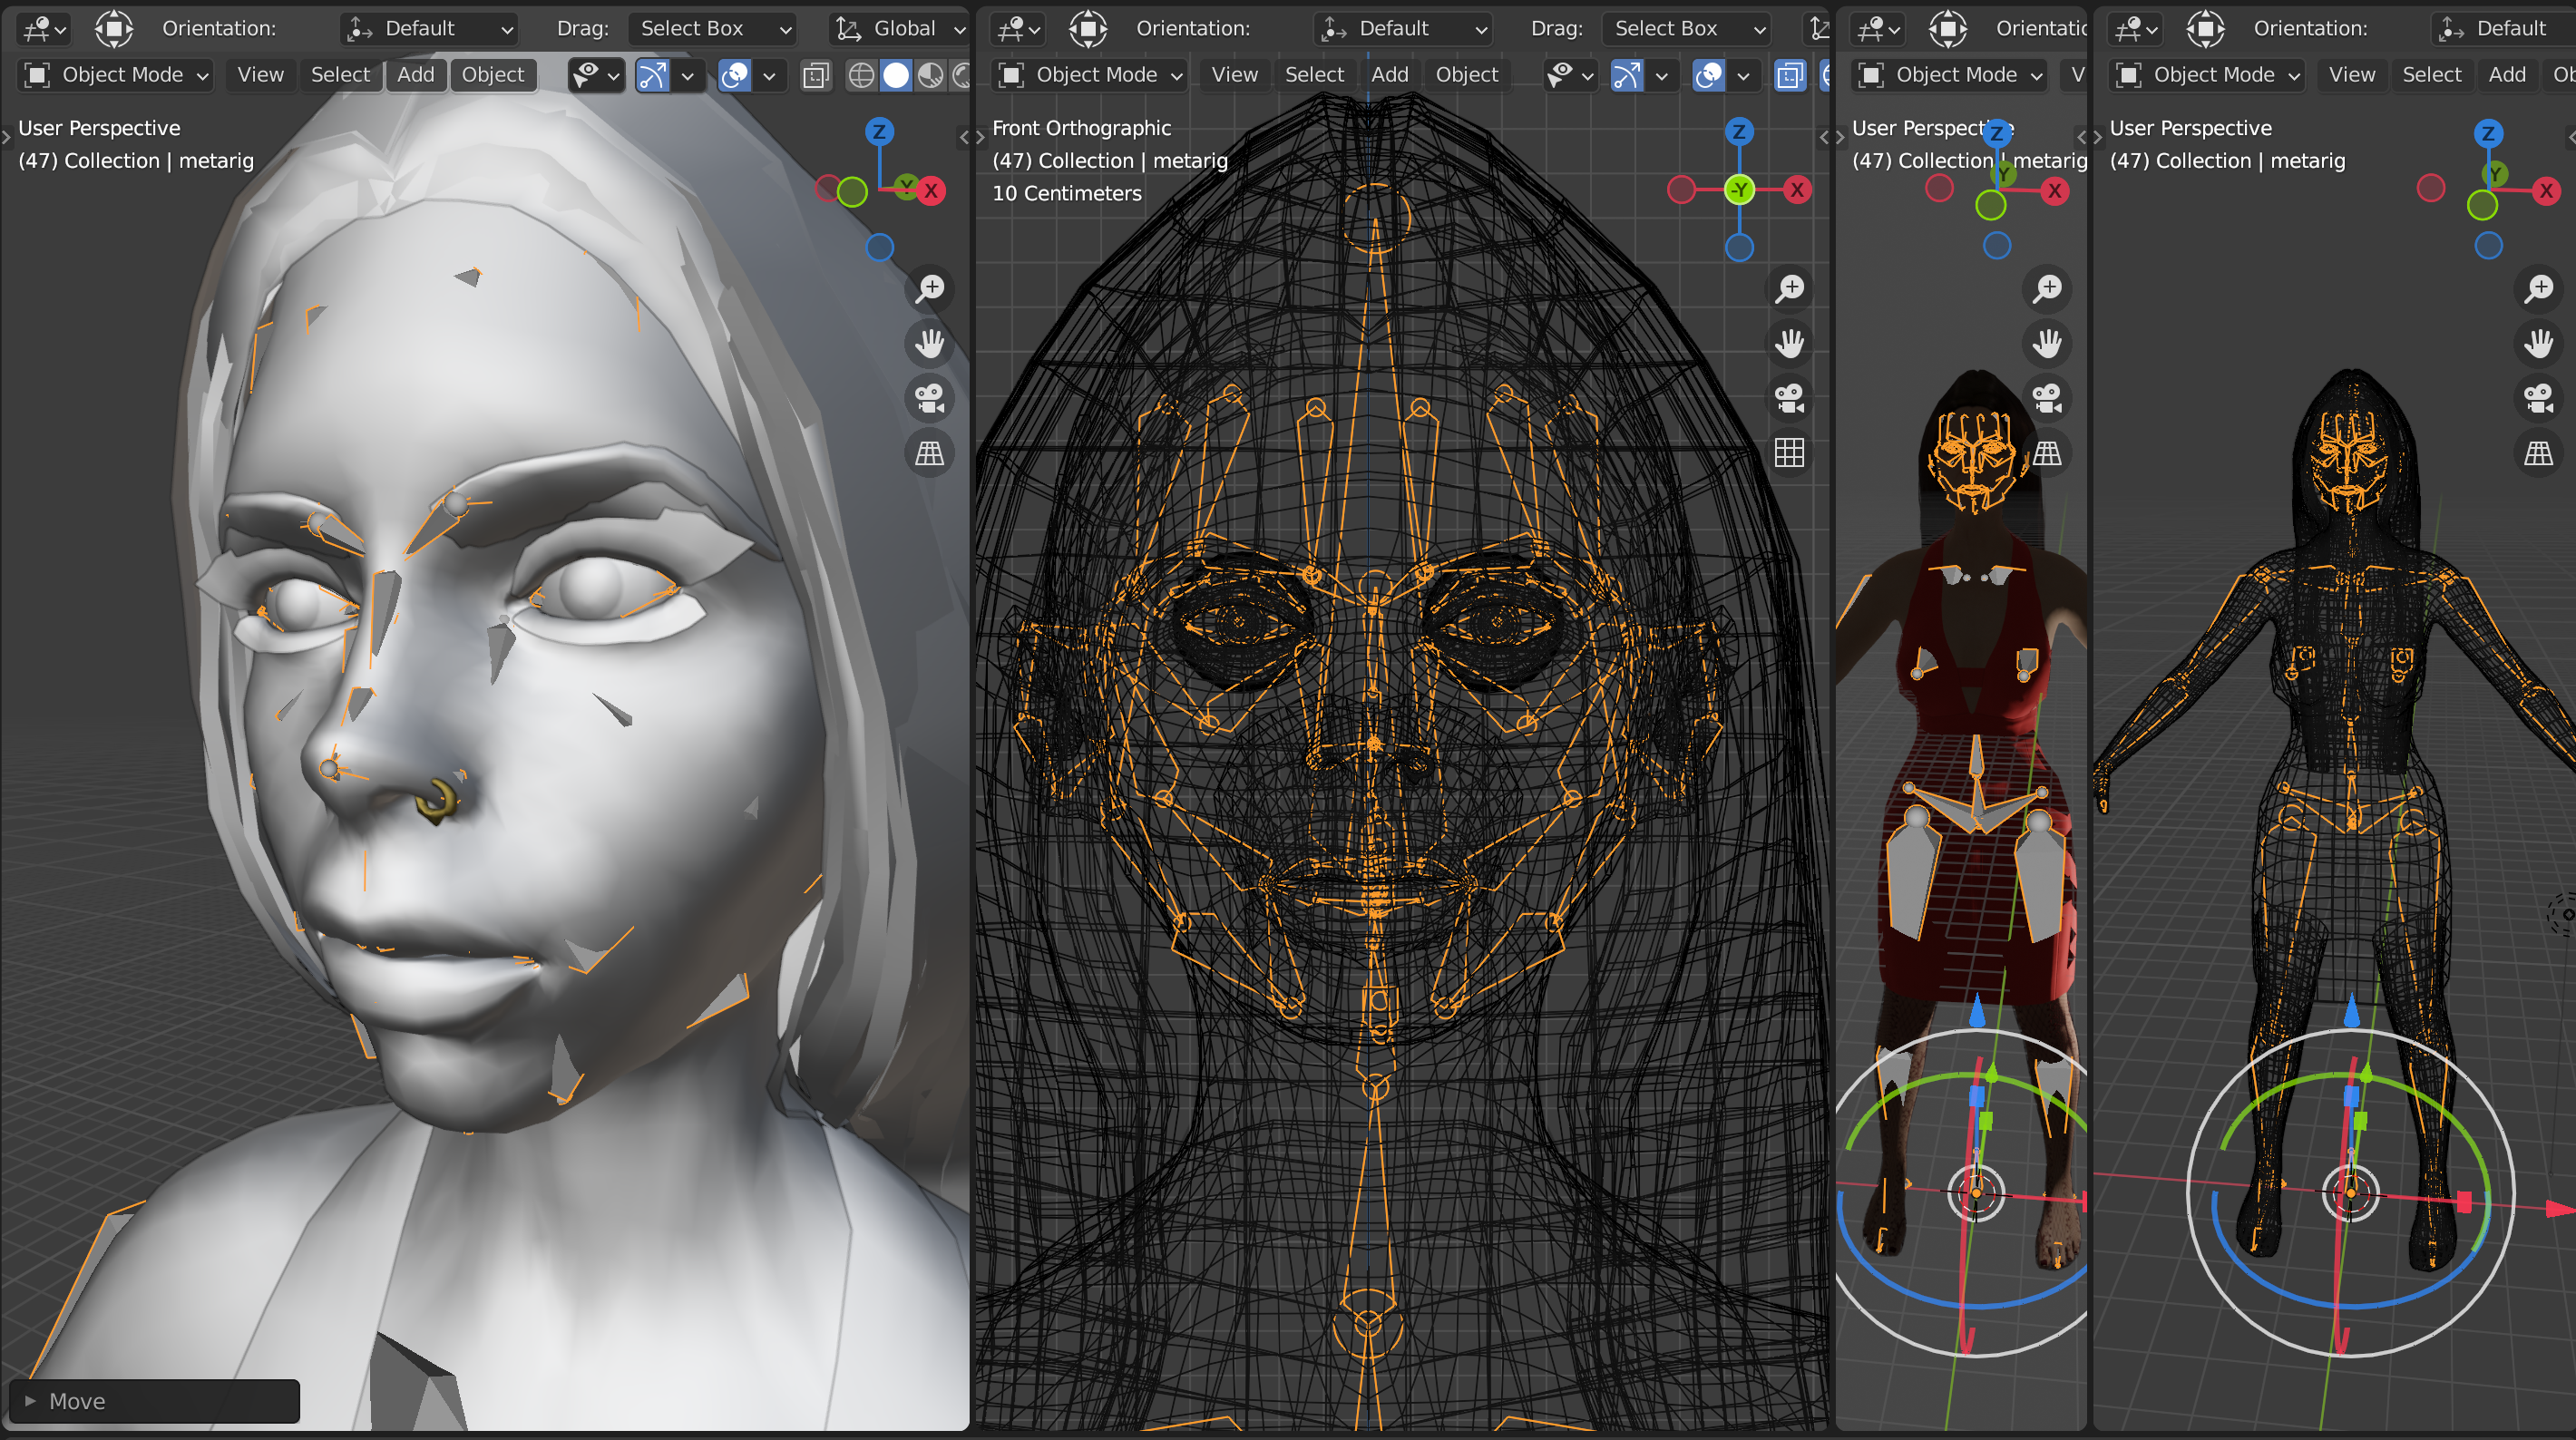 Orientation: Default Drag: Select Box Global
Object Mode View Select Add Object
User Perspective
(47) Collection | metarig
Z
Y
X
Move
Orientation: Default Drag: Select Box
Object Mode View Select Add Object
Front Orthographic
(47) Collection | metarig
10 Centimeters
Z
-Y
X
Orientatio
Object Mode V
User Perspective
(47) Collection | metarig
Z
Y
X
Orientation: Default
Object Mode View Select Add Ob
User Perspective
(47) Collection | metarig
Z
Y
X